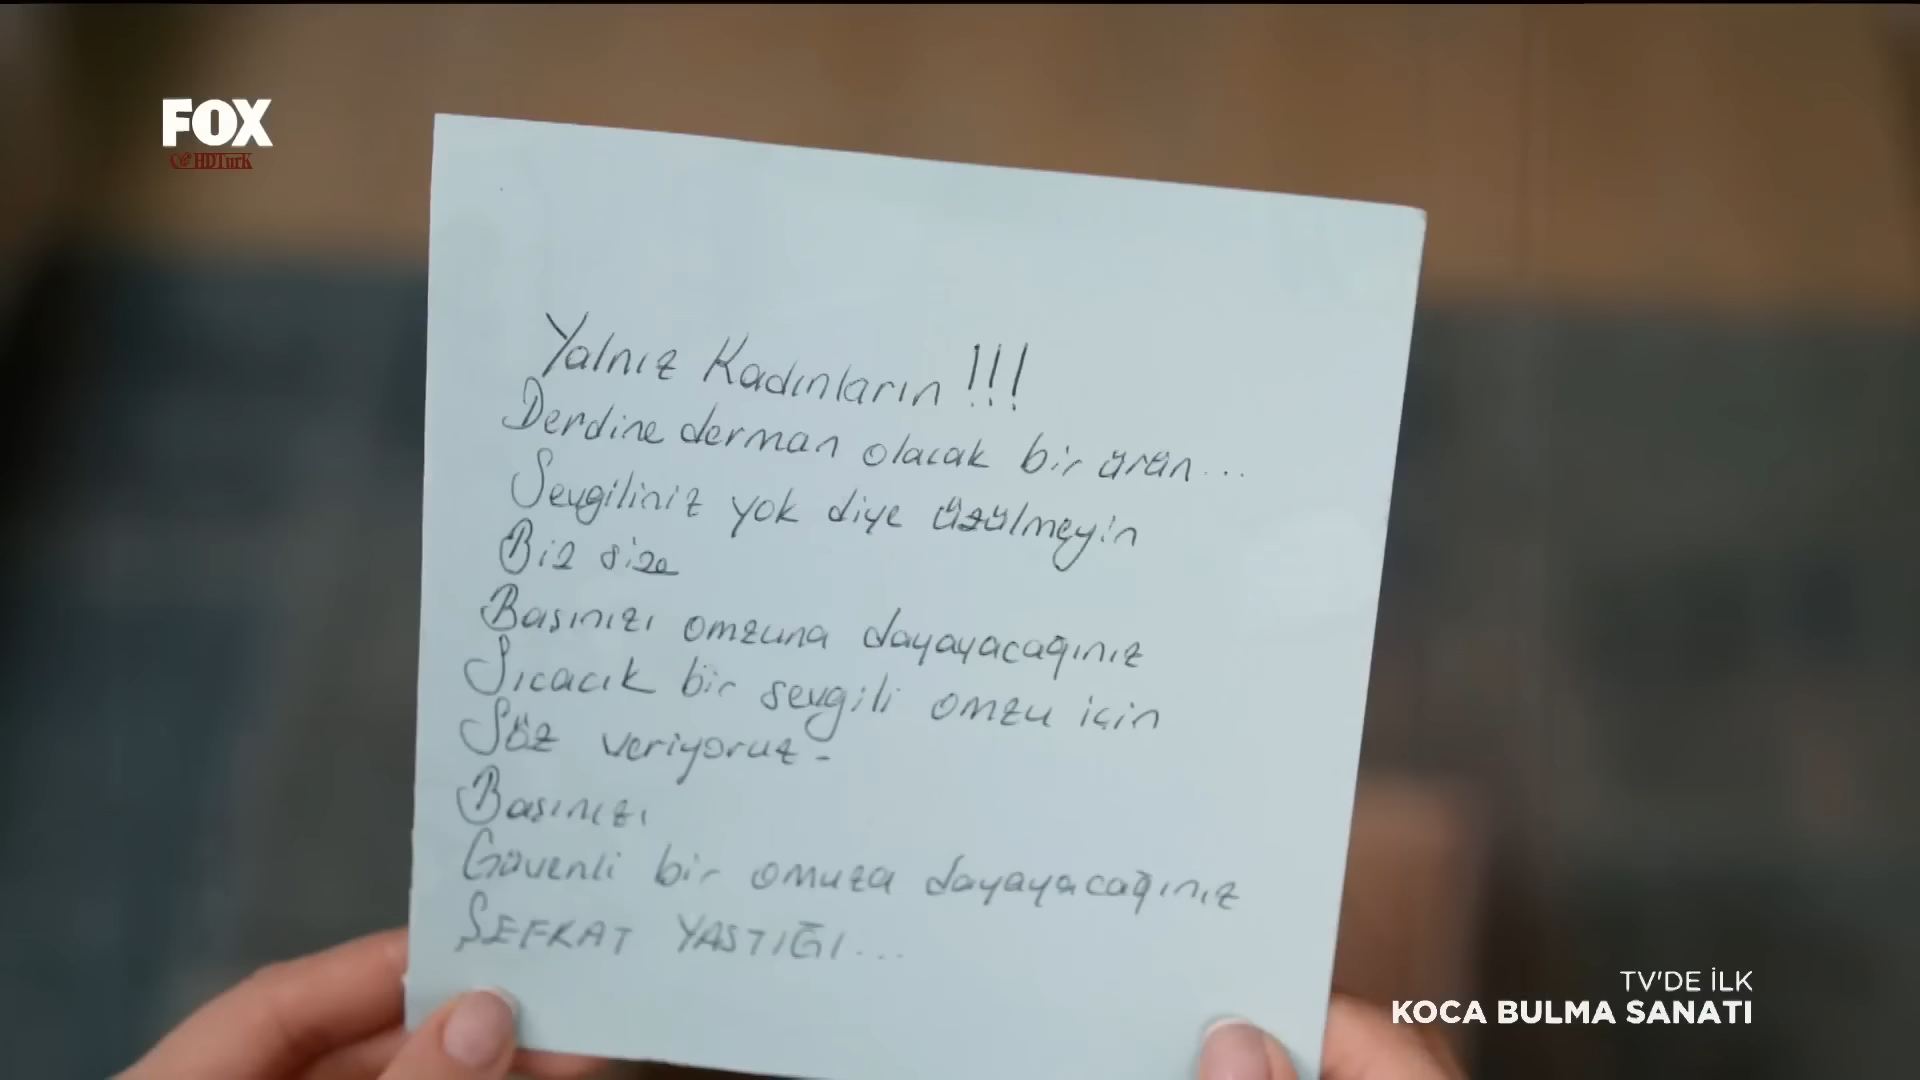 FOX
HDTurk
Yalnız Kadınların !!!
Derdine derman olacak bir ürün...
Sevgiliniz yok diye üzülmeyin
Biz size
Başınızı omzuna dayayacağınız
Sıcacık bir sevgili omzu için
Söz veriyoruz -
Başınızı
Güvenli bir omuza dayayacağınız
ŞEFKAT YASTIĞI...
TV'DE İLK
KOCA BULMA SANATI